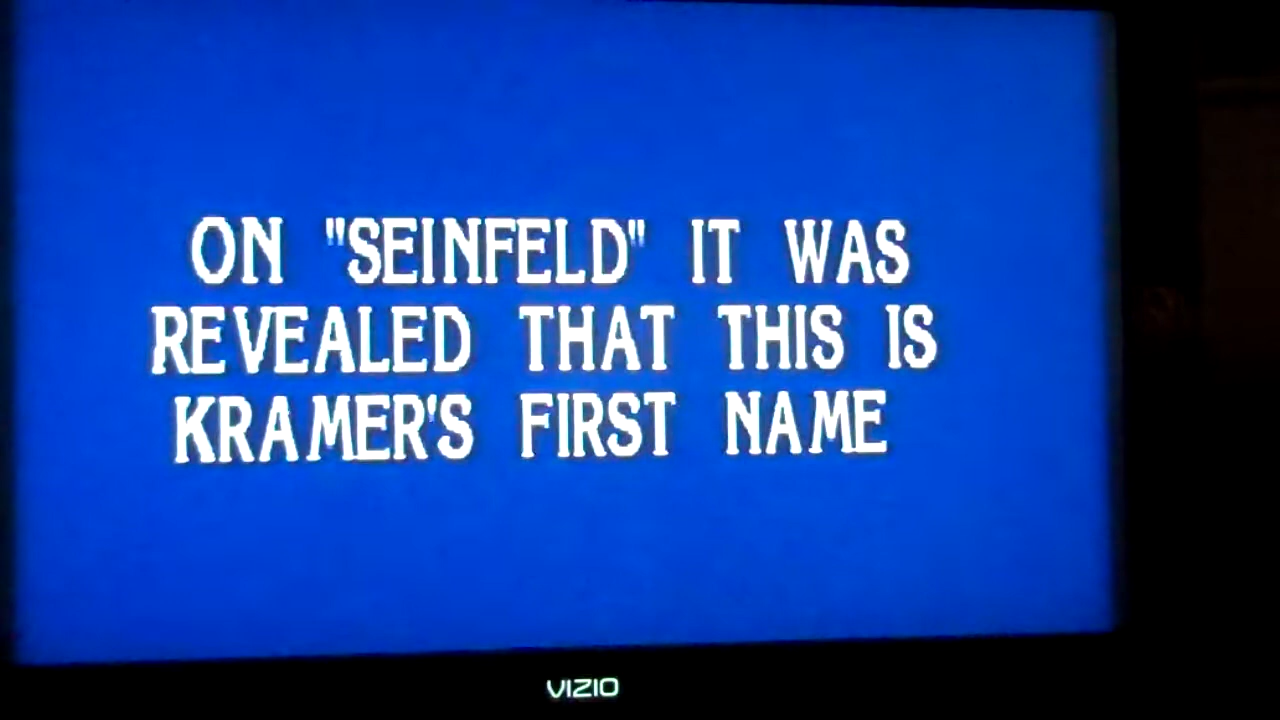 ON "SEINFELD" IT WAS
REVEALED THAT THIS IS
KRAMER'S FIRST NAME
VIZIO